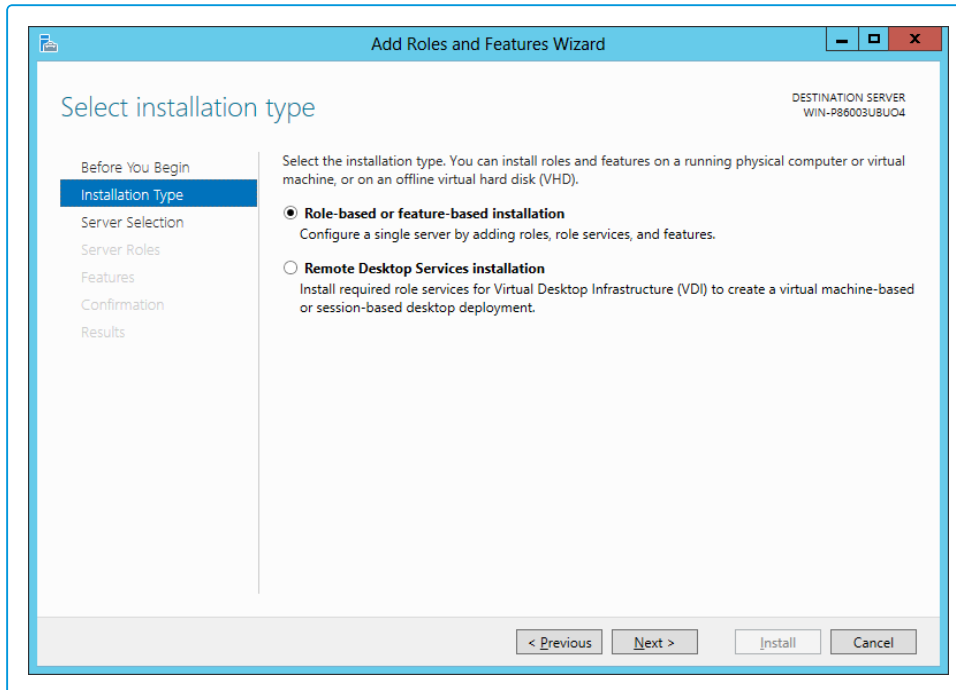 Add Roles and Features Wizard
Select installation type
DESTINATION SERVER
WIN-P86003UBUO4
Before You Begin
Installation Type
Server Selection
Server Roles
Features
Confirmation
Results
Select the installation type. You can install roles and features on a running physical computer or virtual
machine, or on an offline virtual hard disk (VHD).
Role-based or feature-based installation
Configure a single server by adding roles, role services, and features.
Remote Desktop Services installation
Install required role services for Virtual Desktop Infrastructure (VDI) to create a virtual machine-based
or session-based desktop deployment.
< Previous Next > Install Cancel